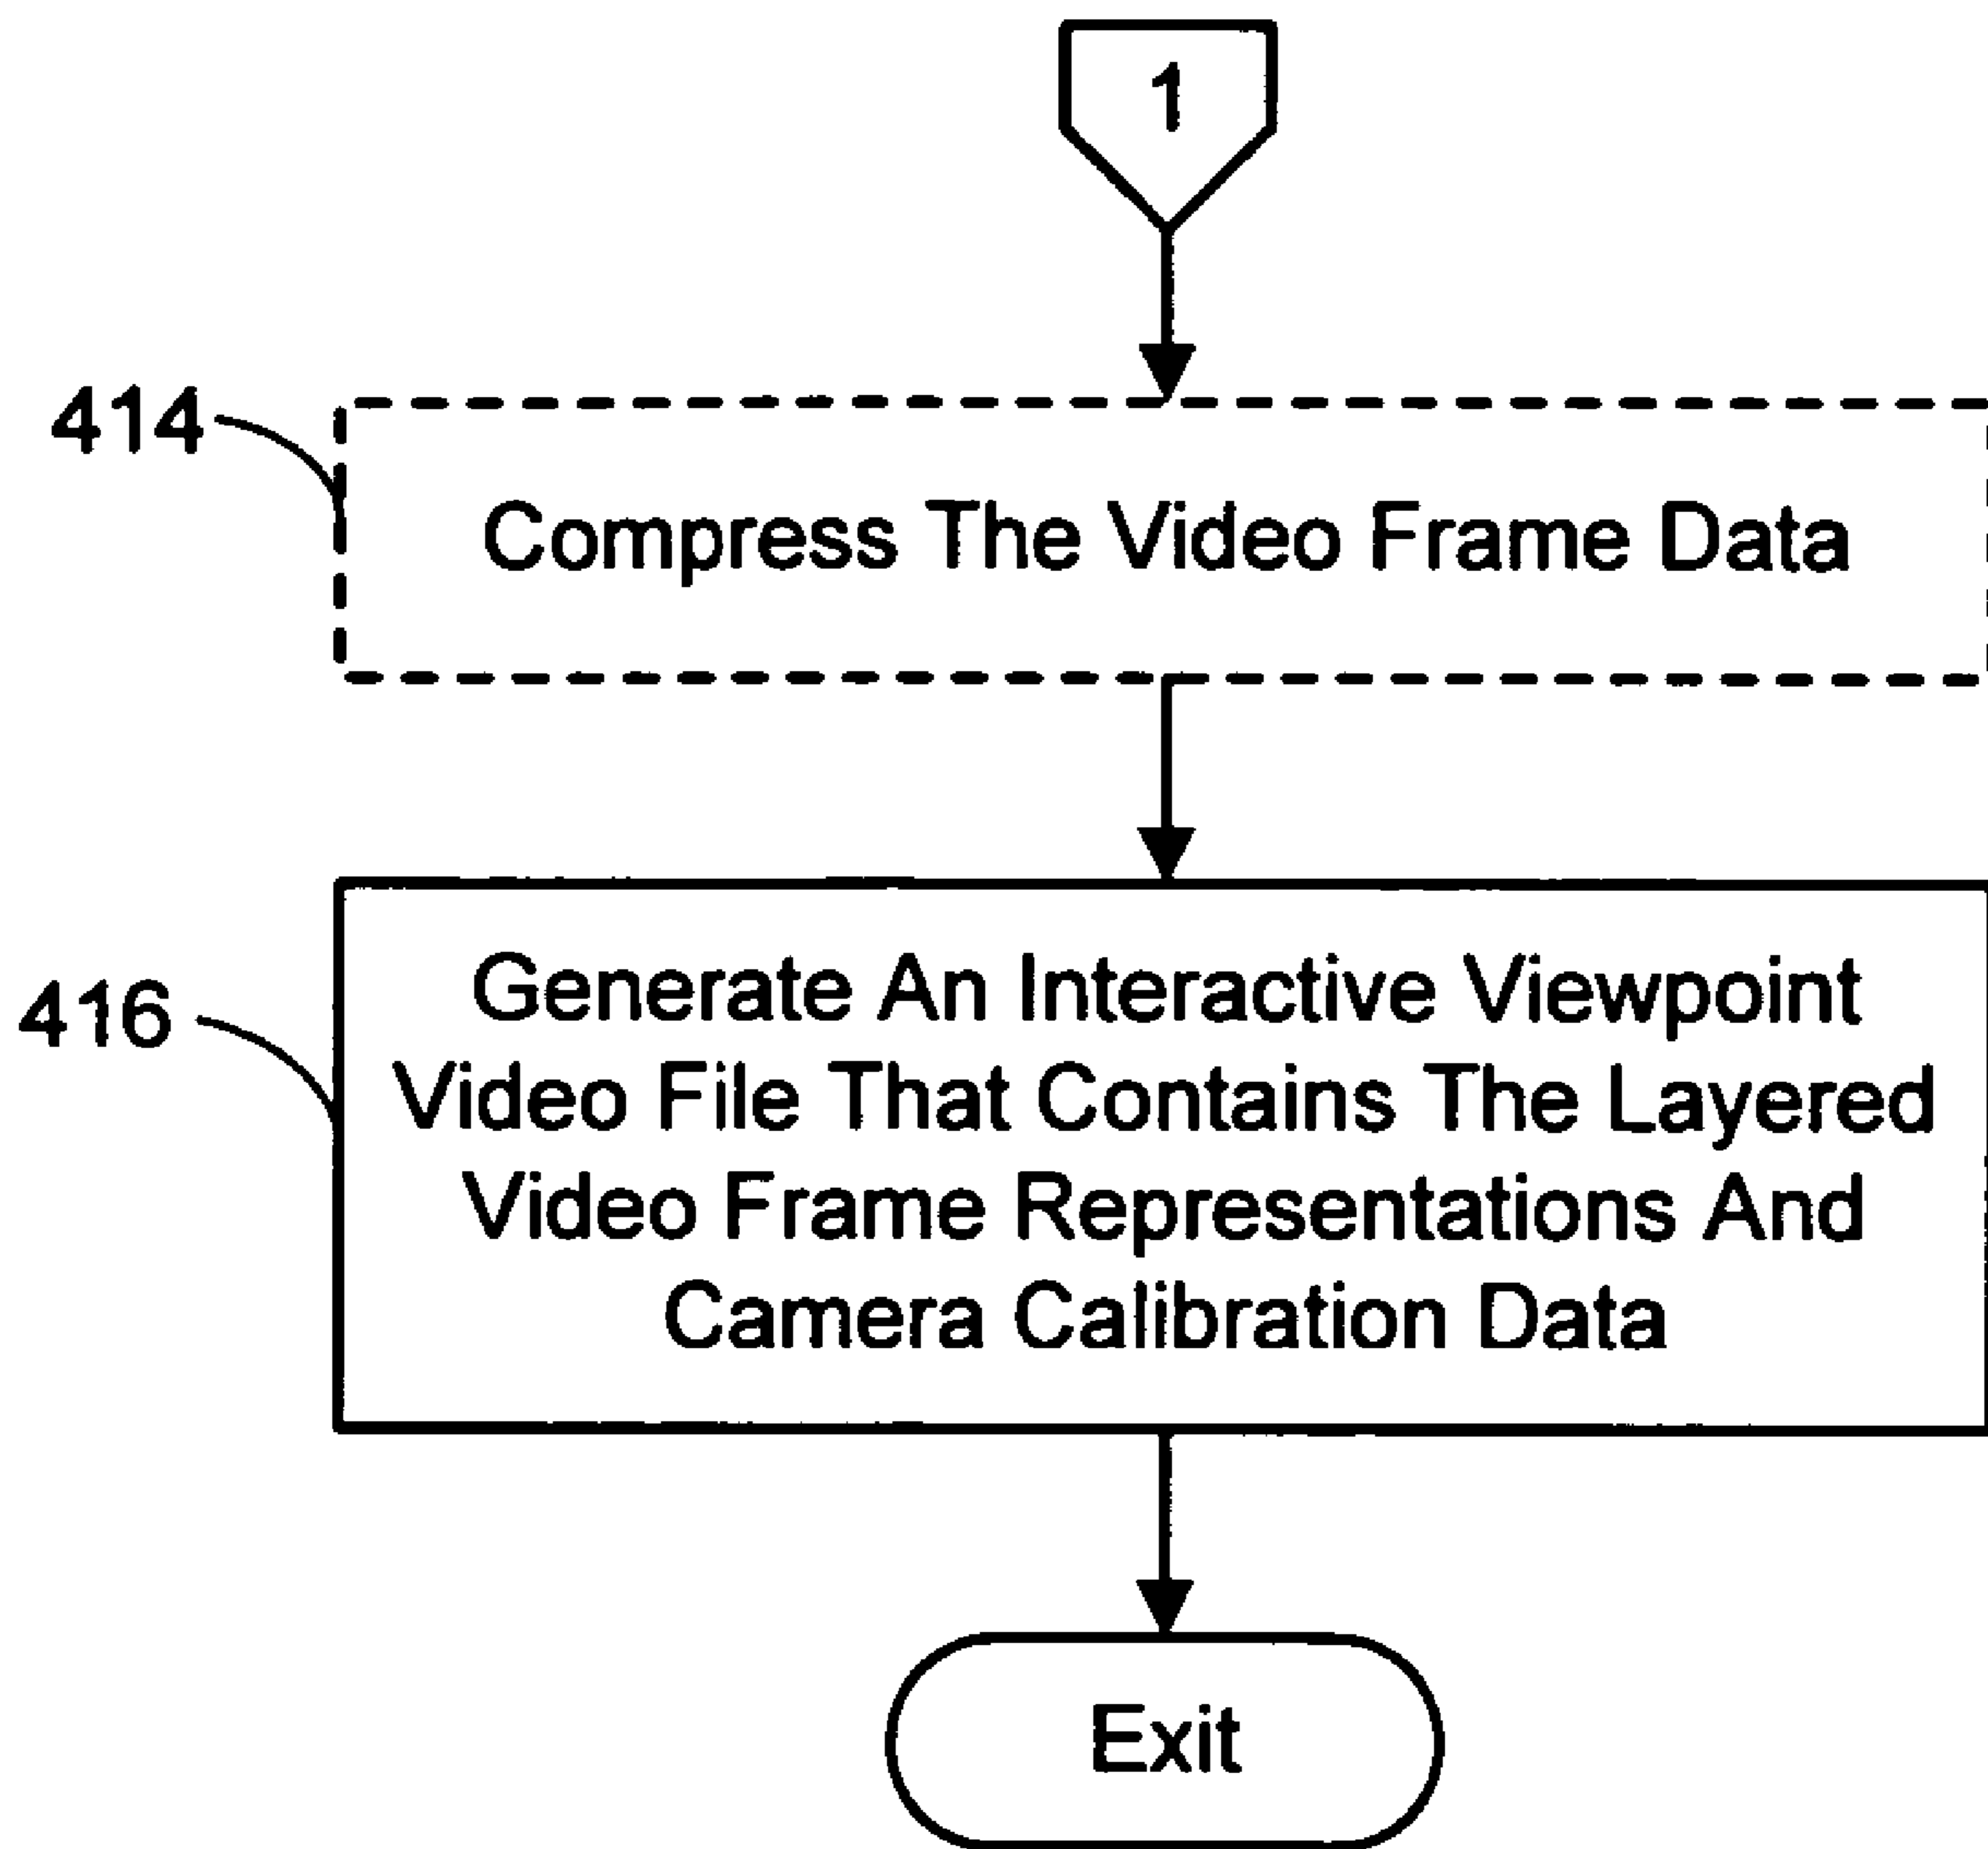 1
414
Compress The Video Frame Data
416
Generate An Interactive Viewpoint
Video File That Contains The Layered
Video Frame Representations And
Camera Calibration Data
Exit